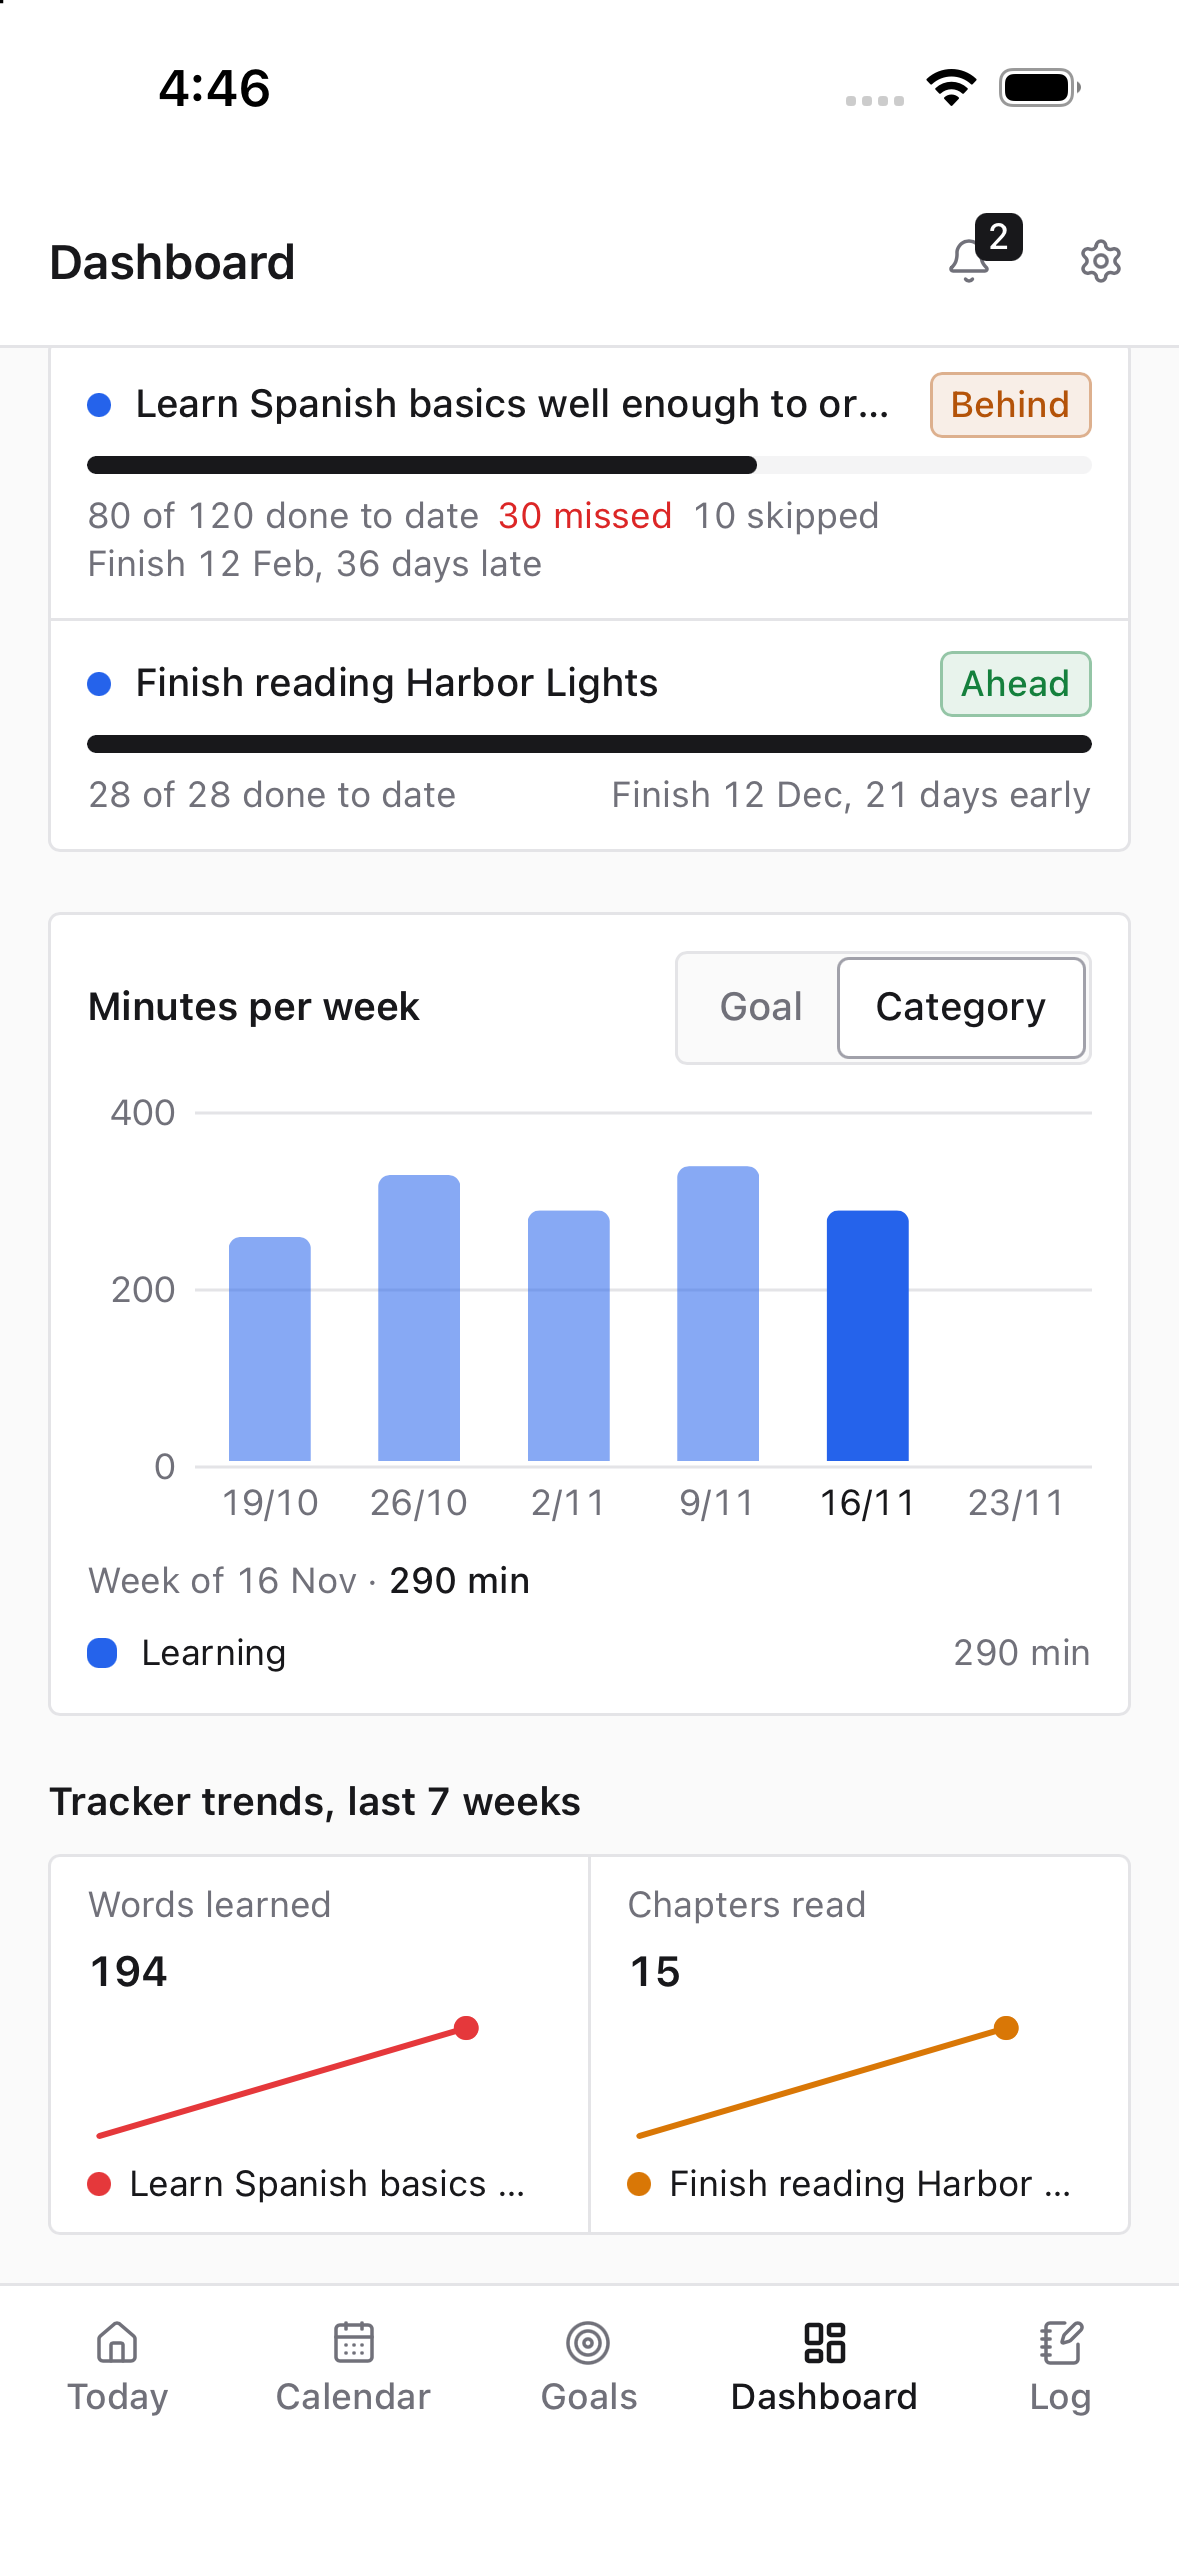 4:46
Dashboard
2
Learn Spanish basics well enough to or...
Behind
80 of 120 done to date 30 missed 10 skipped
Finish 12 Feb, 36 days late
Finish reading Harbor Lights
Ahead
28 of 28 done to date
Finish 12 Dec, 21 days early
Minutes per week
Goal
Category
400
200
0
19/10 26/10 2/11 9/11 16/11 23/11
Week of 16 Nov · 290 min
Learning
290 min
Tracker trends, last 7 weeks
Words learned
194
Learn Spanish basics ...
Chapters read
15
Finish reading Harbor ...
Today
Calendar
Goals
Dashboard
Log